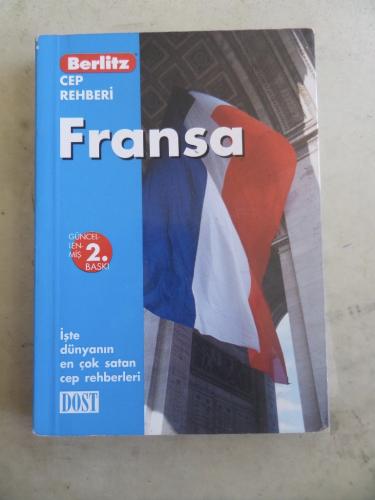 Berlitz
CEP
REHBERİ
Fransa
GÜNCEL-
LEN-
MİŞ
2.
BASKI
İşte
dünyanın
en çok satan
cep rehberleri
DOST